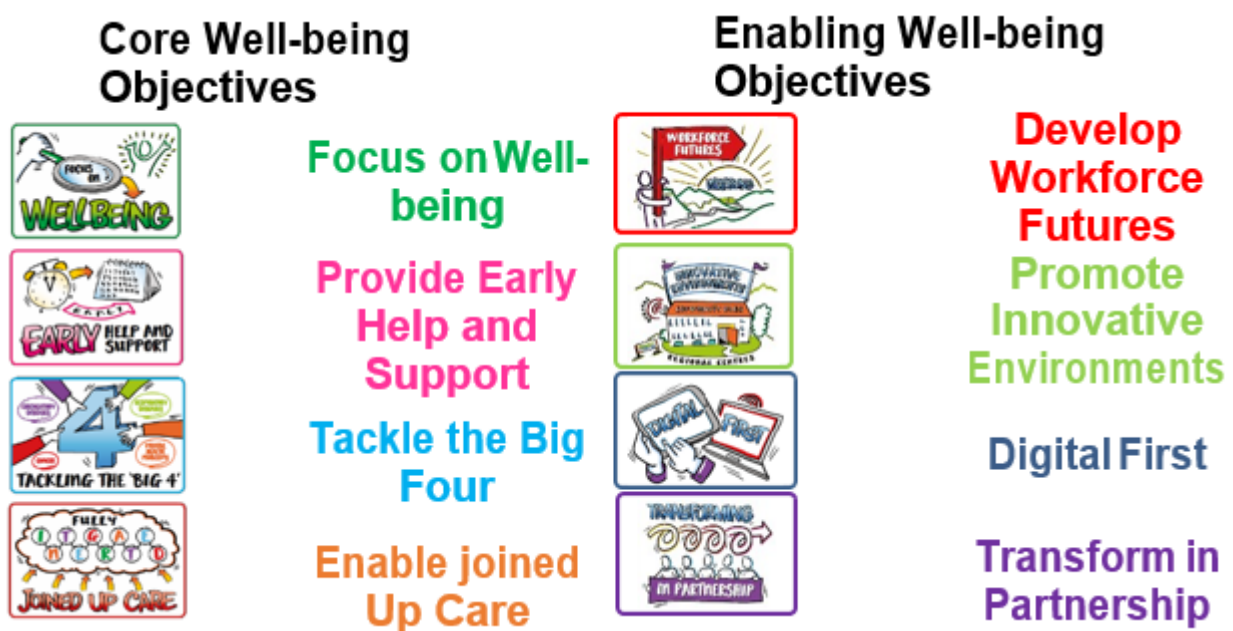 Core Well-being
Objectives
FOCUS
ON
WELLBEING
Focus on Well-
being
EARLY
EARLY HELP AND
SUPPORT
Provide Early
Help and
Support
4
TACKLING THE 'BIG 4'
Tackle the Big
Four
FULLY
I T G A E
N E R T D
JOINED UP CARE
Enable joined
Up Care
Enabling Well-being
Objectives
WORKFORCE
FUTURES
Develop
Workforce
Futures
INNOVATIVE
ENVIRONMENTS
REGIONAL CENTRES
Promote
Innovative
Environments
DIGITAL
FIRST
Digital First
TRANSFORMING
IN PARTNERSHIP
Transform in
Partnership